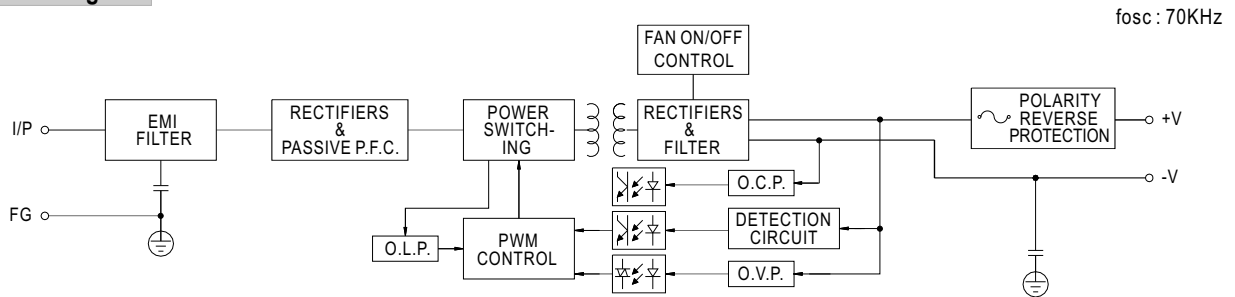 fosc : 70KHz
FAN ON/OFF
CONTROL
I/P
EMI
FILTER
RECTIFIERS
&
PASSIVE P.F.C.
POWER
SWITCH-
ING
RECTIFIERS
&
FILTER
POLARITY
REVERSE
PROTECTION
+V
-V
O.C.P.
FG
DETECTION
CIRCUIT
O.L.P.
PWM
CONTROL
O.V.P.